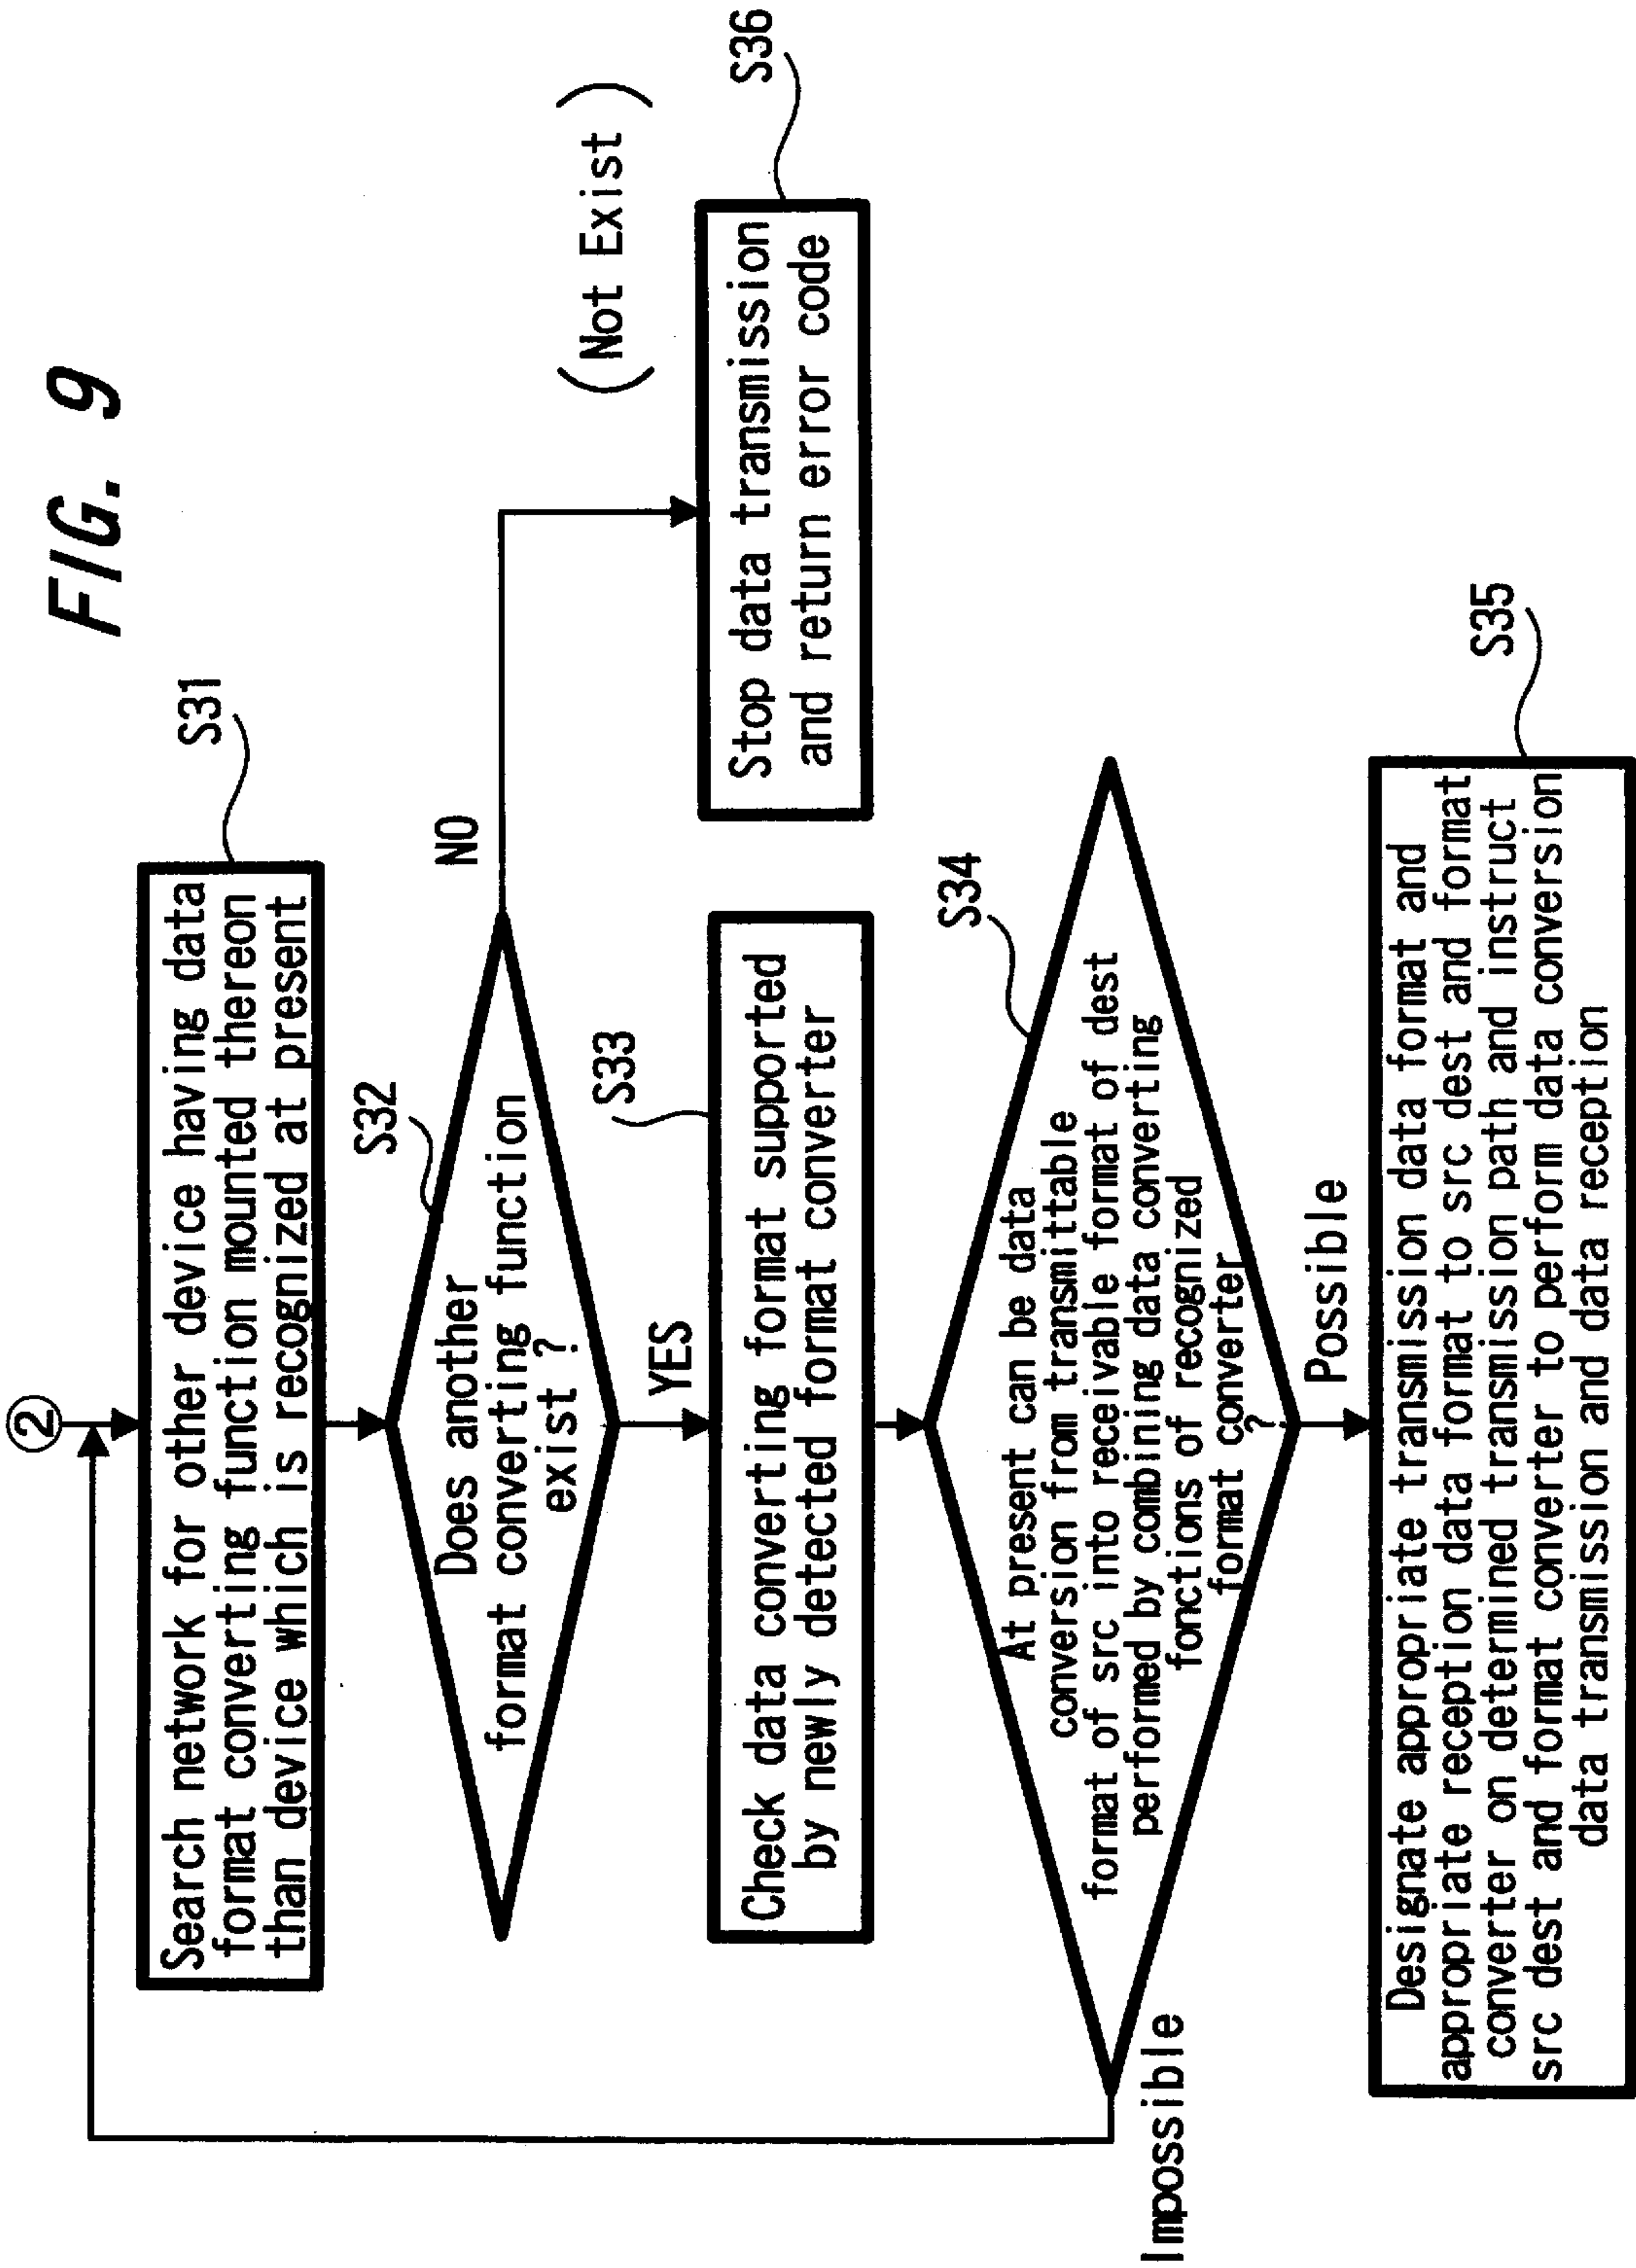 FIG. 9
②
S31
Search network for other device having data
format converting function mounted thereon
than device which is recognized at present
S32
Does another
format converting function
exist ?
NO
(Not Exist)
YES
S33
Check data converting format supported
by newly detected format converter
S36
Stop data transmission
and return error code
S34
At present can be data
conversion from transmittable
format of src into receivable format of dest
performed by combining data converting
fonctions of recognized
format converter
?
Impossible
Possible
S35
Designate appropriate transmission data format and
appropriate reception data format to src dest and format
converter on determined transmission path and instruct
src dest and format converter to perform data conversion
data transmission and data reception